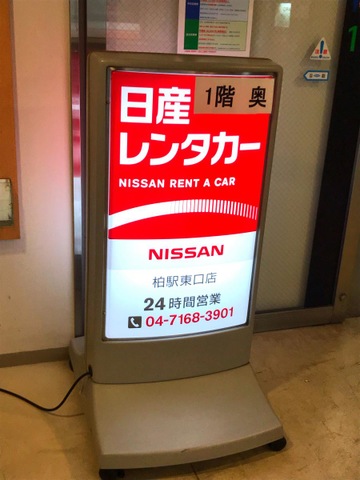 日産
1階 奥
レンタカー
NISSAN RENT A CAR
NISSAN
柏駅東口店
24時間営業
04-7168-3901